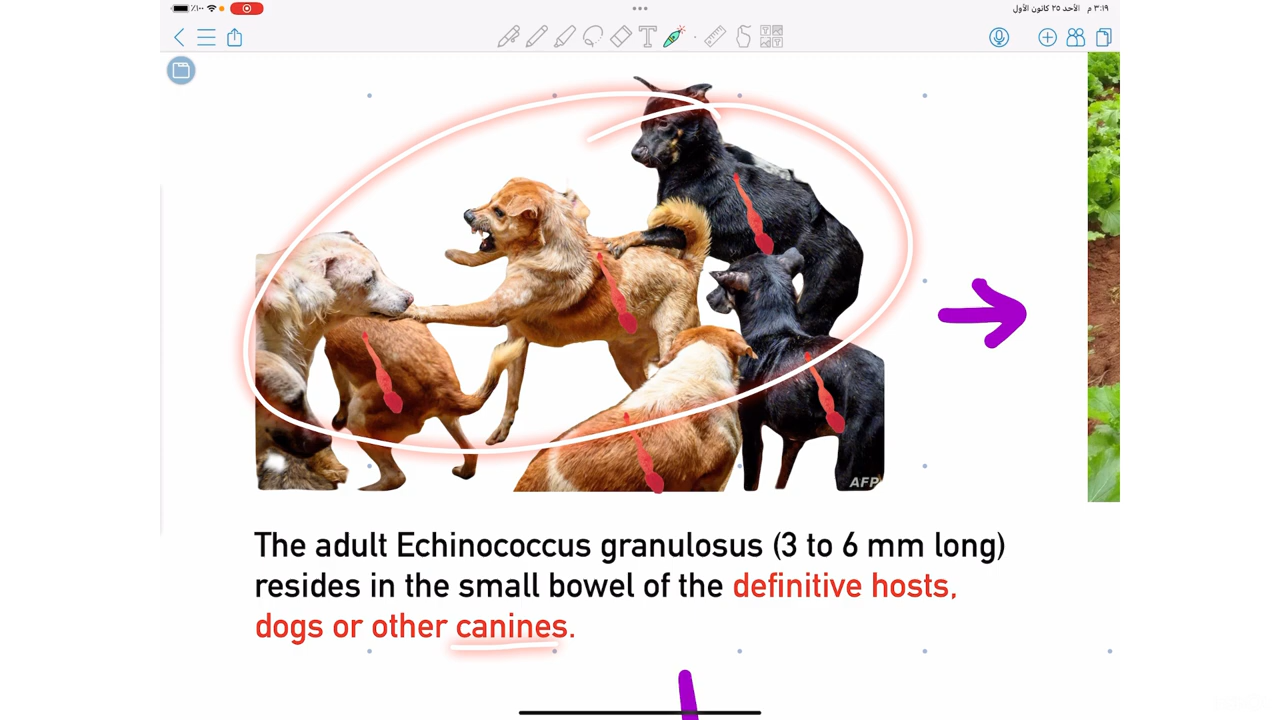 ٪١٠٠
٣:١٩ م الأحد ٢٥ كانون الأول
T
AFP
The adult Echinococcus granulosus (3 to 6 mm long)
resides in the small bowel of the definitive hosts,
dogs or other canines.